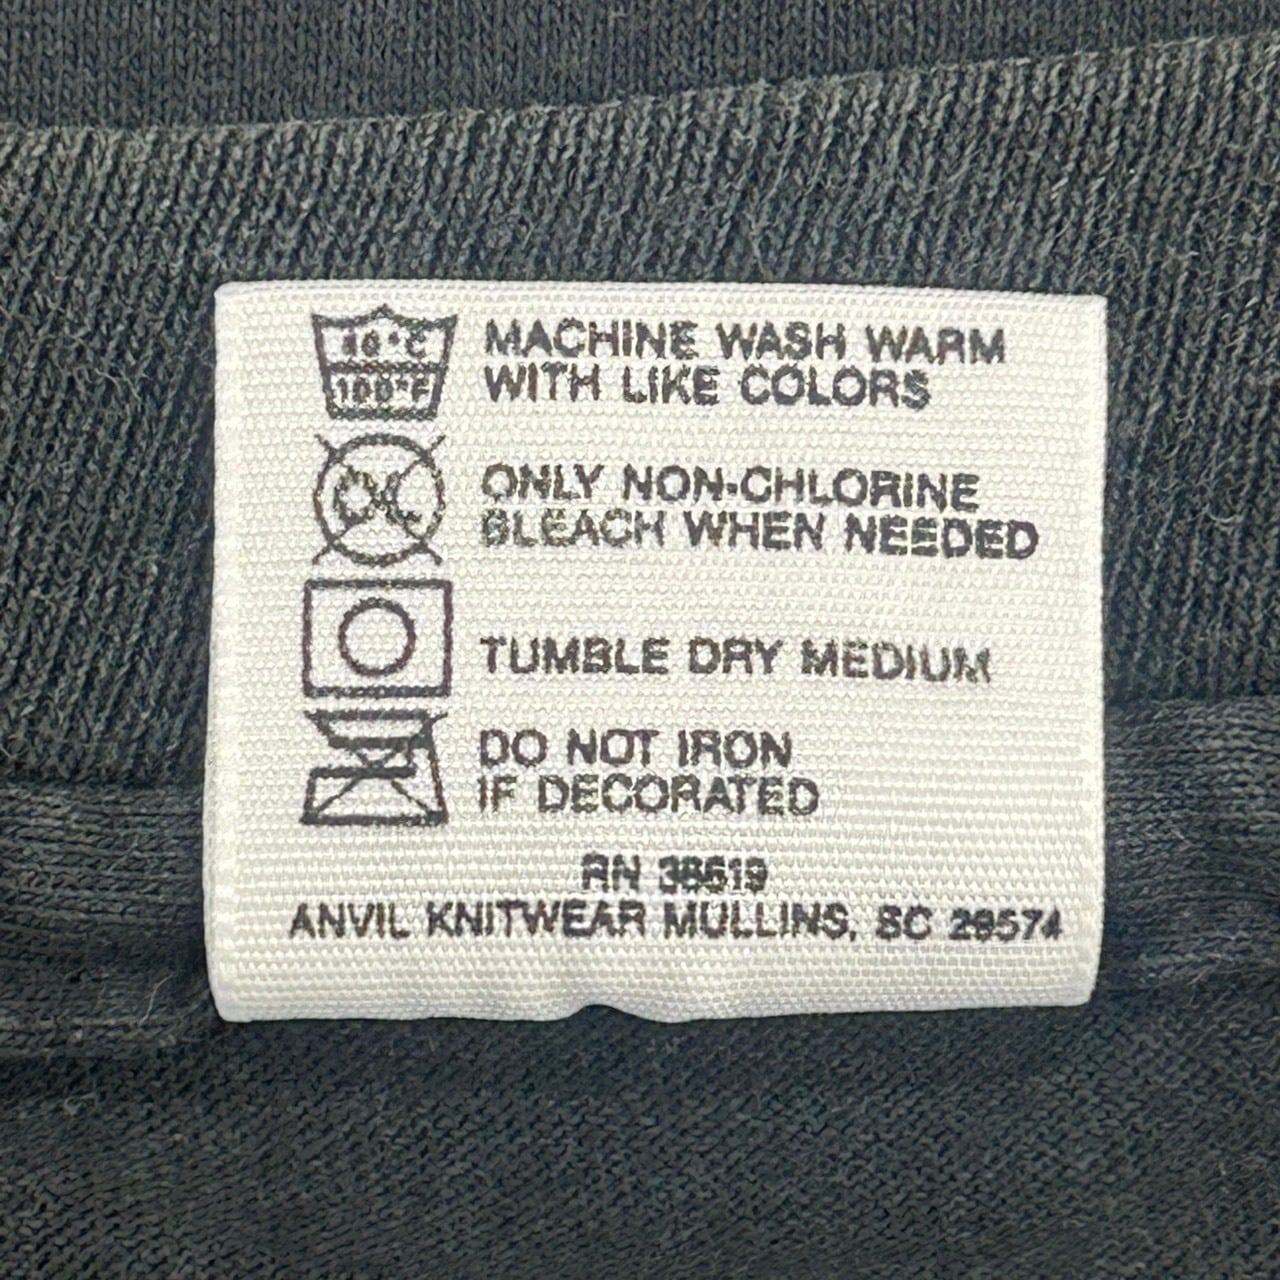 40°C
100°F
MACHINE WASH WARM
WITH LIKE COLORS
ONLY NON-CHLORINE
BLEACH WHEN NEEDED
TUMBLE DRY MEDIUM
DO NOT IRON
IF DECORATED
RN
ANVIL KNITWEAR MULLINS, SC 29574